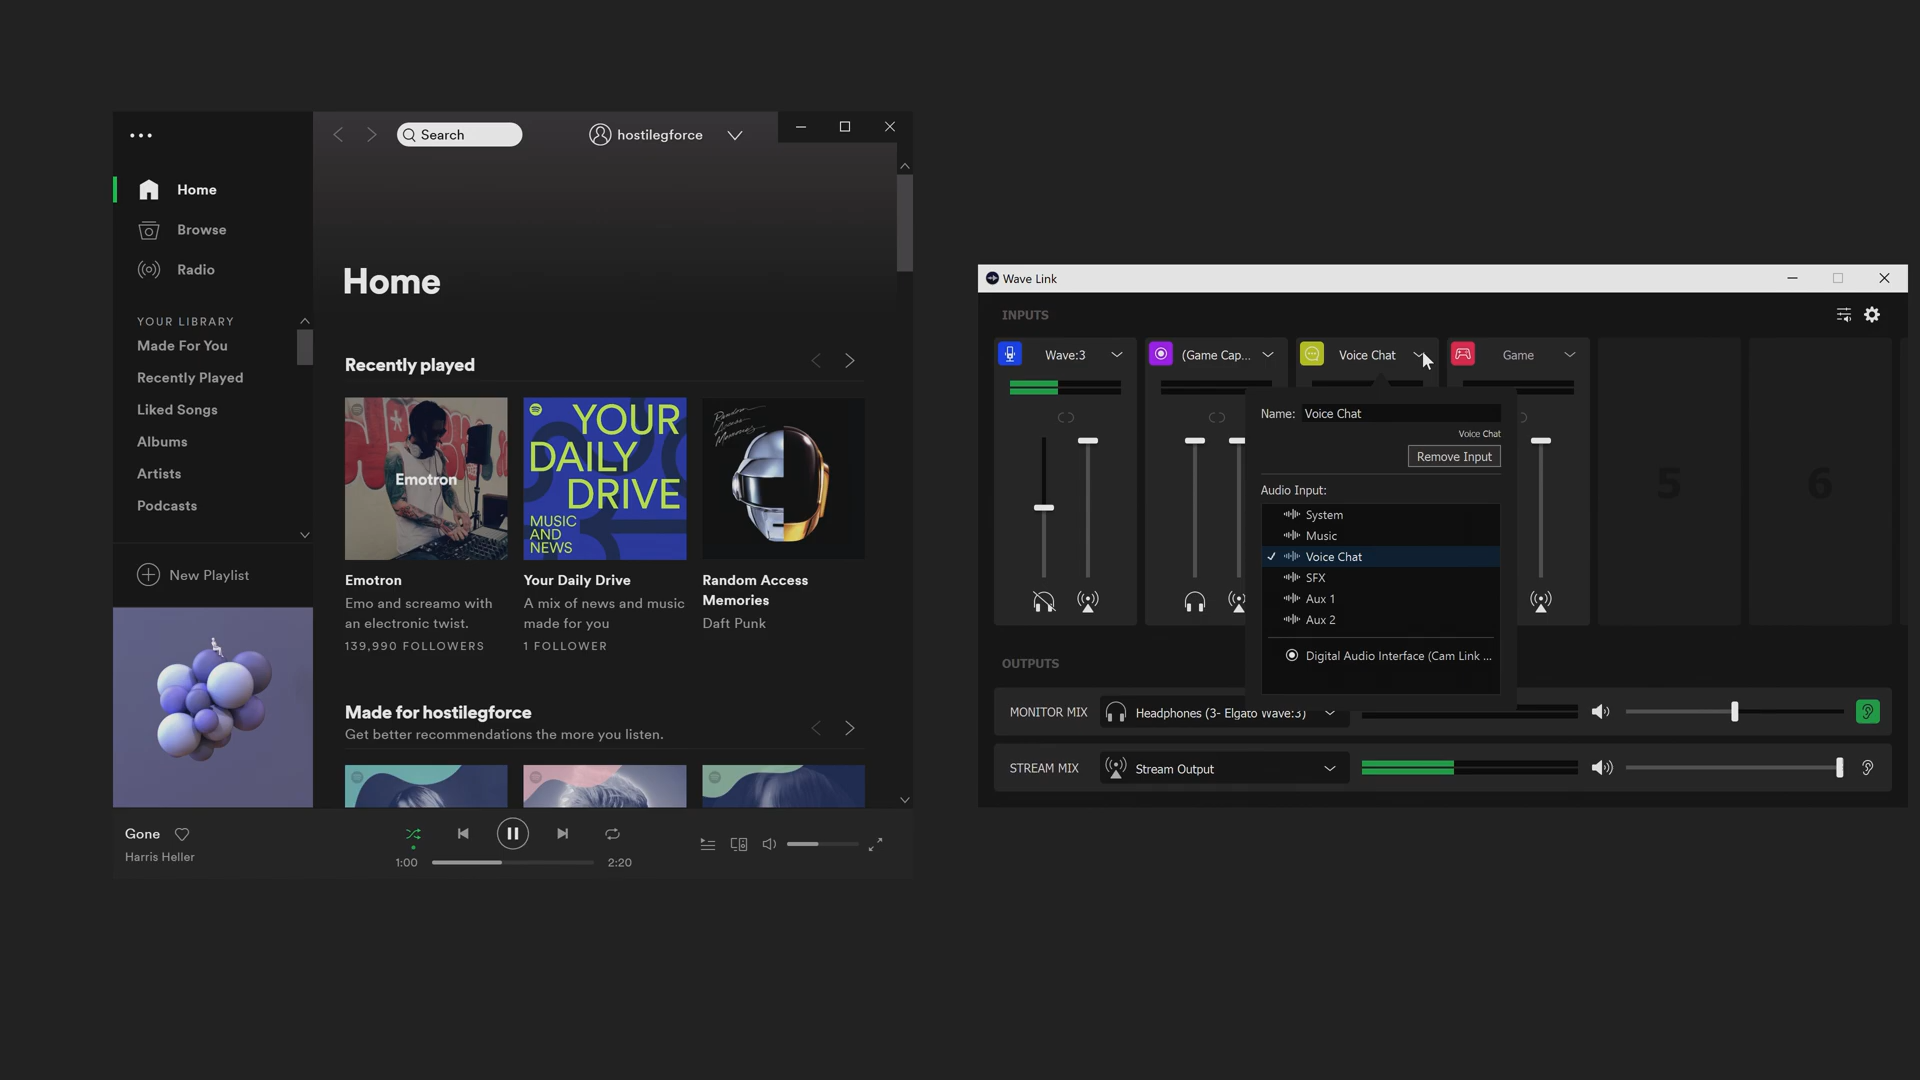 Search
hostilegforce
Home
Browse
Radio
YOUR LIBRARY
Made For You
Recently Played
Liked Songs
Albums
Artists
Podcasts
New Playlist
Home
Recently played
Emotron
YOUR
DAILY
DRIVE
MUSIC
AND
NEWS
Random
Access
Memories
Emotron
Emo and screamo with
an electronic twist.
139,990 FOLLOWERS
Your Daily Drive
A mix of news and music
made for you
1 FOLLOWER
Random Access
Memories
Daft Punk
Made for hostilegforce
Get better recommendations the more you listen.
Gone
Harris Heller
1:00
2:20
Wave Link
INPUTS
Wave:3
(Game Cap...
Voice Chat
Game
Name: Voice Chat
Voice Chat
Remove Input
Audio Input:
System
Music
Voice Chat
SFX
Aux 1
Aux 2
Digital Audio Interface (Cam Link ...
5
6
OUTPUTS
MONITOR MIX
Headphones (3- Elgato Wave:3)
STREAM MIX
Stream Output